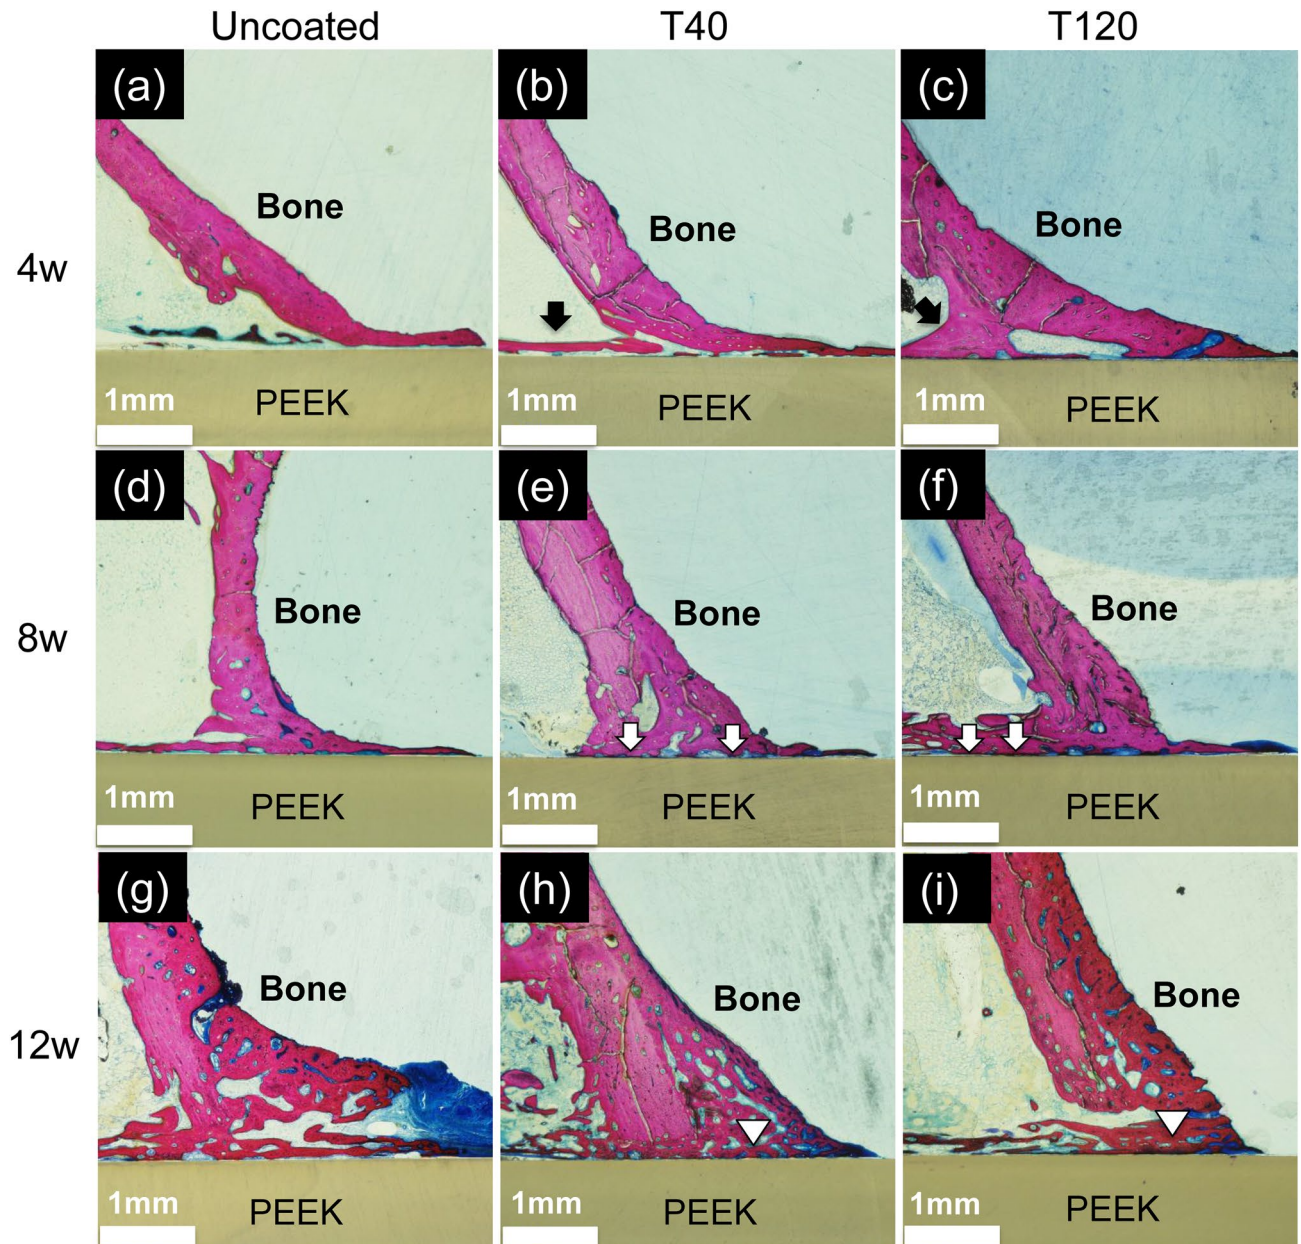 Uncoated T40 T120
(a) (b) (c)
Bone Bone Bone
4w
1mm PEEK 1mm PEEK 1mm PEEK
(d) (e) (f)
Bone Bone Bone
8w
1mm PEEK 1mm PEEK 1mm PEEK
(g) (h) (i)
Bone Bone Bone
12w
1mm PEEK 1mm PEEK 1mm PEEK